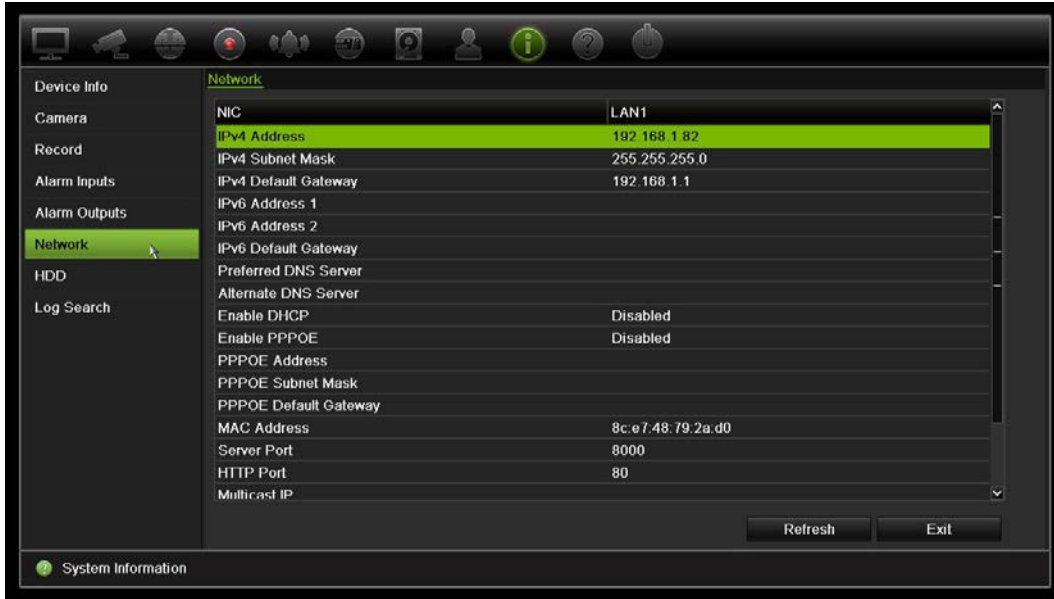 Device Info
Camera
Record
Alarm Inputs
Alarm Outputs
Network
HDD
Log Search
Network
NIC LAN1
IPv4 Address 192.168.1.82
IPv4 Subnet Mask 255.255.255.0
IPv4 Default Gateway 192.168.1.1
IPv6 Address 1
IPv6 Address 2
IPv6 Default Gateway
Preferred DNS Server
Alternate DNS Server
Enable DHCP Disabled
Enable PPPOE Disabled
PPPOE Address
PPPOE Subnet Mask
PPPOE Default Gateway
MAC Address 8c:e7:48:79:2a:d0
Server Port 8000
HTTP Port 80
Multicast IP
Refresh Exit
System Information